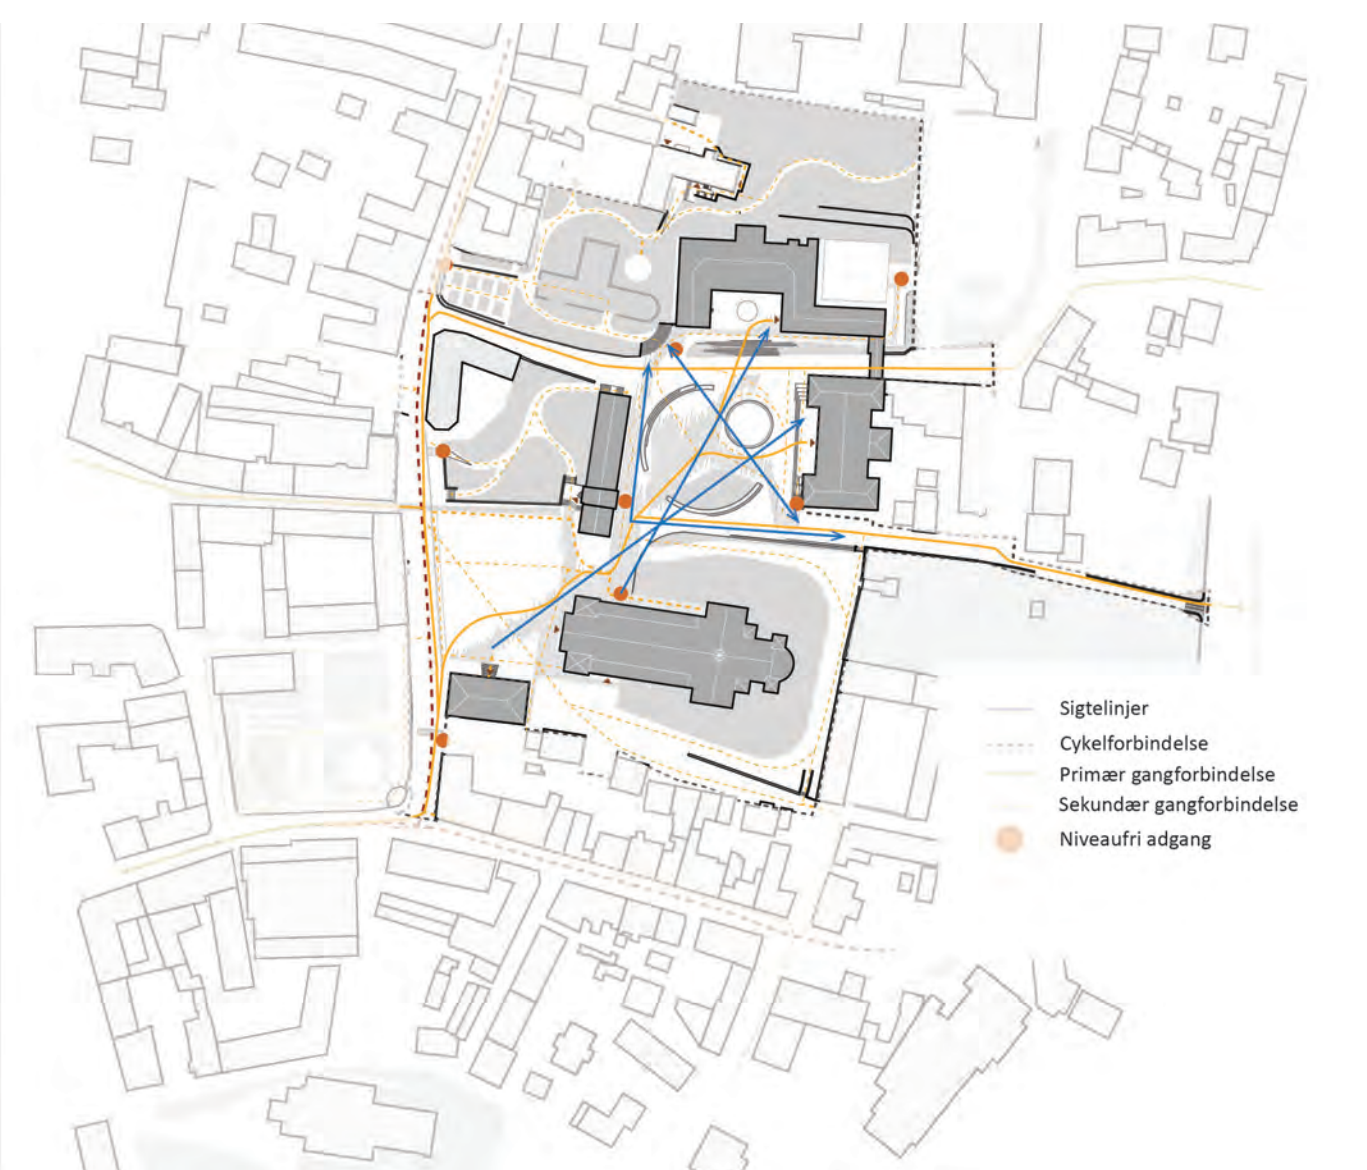 Sigtelinjer
Cykelforbindelse
Primær gangforbindelse
Sekundær gangforbindelse
Niveaufri adgang